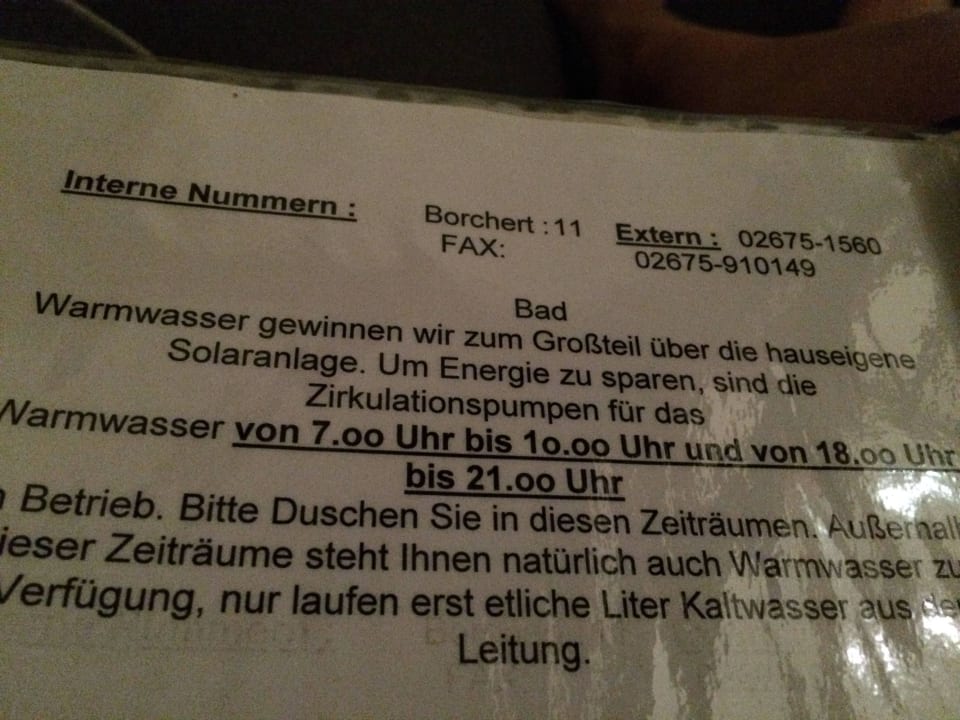 Interne Nummern :
Borchert : 11 Extern : 02675-1560
FAX: 02675-910149
Bad
Warmwasser gewinnen wir zum Großteil über die hauseigene
Solaranlage. Um Energie zu sparen, sind die
Zirkulationspumpen für das
Warmwasser von 7.oo Uhr bis 1o.oo Uhr und von 18.oo Uhr
bis 21.oo Uhr
Betrieb. Bitte Duschen Sie in diesen Zeiträumen. Außerhal
ieser Zeiträume steht Ihnen natürlich auch Warmwasser zu
Verfügung, nur laufen erst etliche Liter Kaltwasser aus de
Leitung.